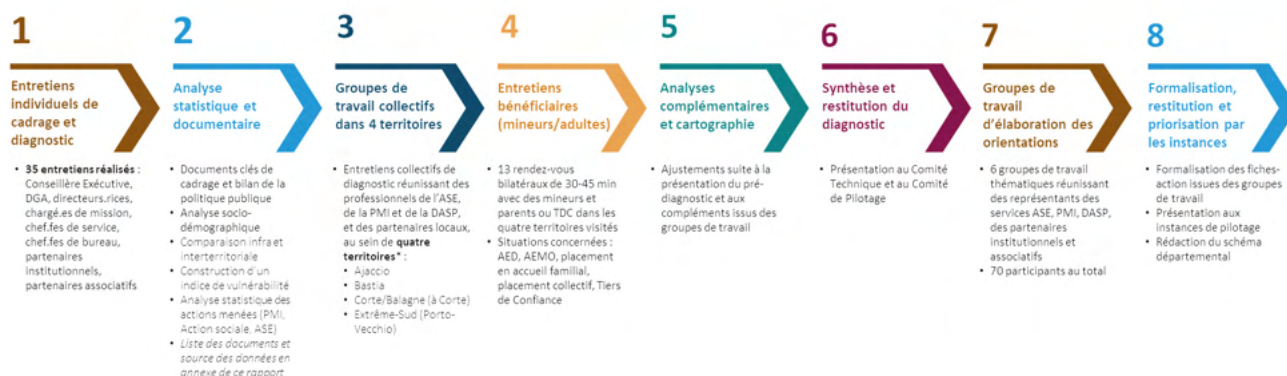 1
Entretiens
individuels de
cadrage et
diagnostic
• 35 entretiens réalisés :
Conseillère Exécutive,
DGA, directeurs.rices,
chargé.es de mission,
chef.fes de service,
chef.fes de bureau,
partenaires
institutionnels,
partenaires associatifs
2
Analyse
statistique et
documentaire
• Documents clés de
cadrage et bilan de la
politique publique
• Analyse socio-
démographique
• Comparaison infra et
interterritoriale
• Construction d'un
indice de vulnérabilité
• Analyse statistique des
actions menées (PMI,
Action sociale, ASE)
• Liste des documents et
source des données en
annexe de ce rapport
3
Groupes de
travail collectifs
dans 4 territoires
• Entretiens collectifs de
diagnostic réunissant des
professionnels de l'ASE,
de la PMI et de la DASP,
et des partenaires locaux,
au sein de quatre
territoires* :
• Ajaccio
• Bastia
• Corte/Balagne (à Corte)
• Extrême-Sud (Porto-
Vecchio)
4
Entretiens
bénéficiaires
(mineurs/adultes)
• 13 rendez-vous
bilatéraux de 30-45 min
avec des mineurs et
parents ou TDC dans les
quatre territoires visités
• Situations concernées :
AED, AEMO, placement
en accueil familial,
placement collectif, Tiers
de Confiance
5
Analyses
complémentaires
et cartographie
• Ajustements suite à la
présentation du pré-
diagnostic et aux
compléments issus des
groupes de travail
6
Synthèse et
restitution du
diagnostic
• Présentation au Comité
Technique et au Comité
de Pilotage
7
Groupes de
travail
d'élaboration des
orientations
• 6 groupes de travail
thématiques réunissant
des représentants des
services ASE, PMI, DASP,
des partenaires
institutionnels et
associatifs
• 70 participants au total
8
Formalisation,
restitution et
priorisation par
les instances
• Formalisation des fiches-
action issues des groupes
de travail
• Présentation aux
instances de pilotage
• Rédaction du schéma
départemental